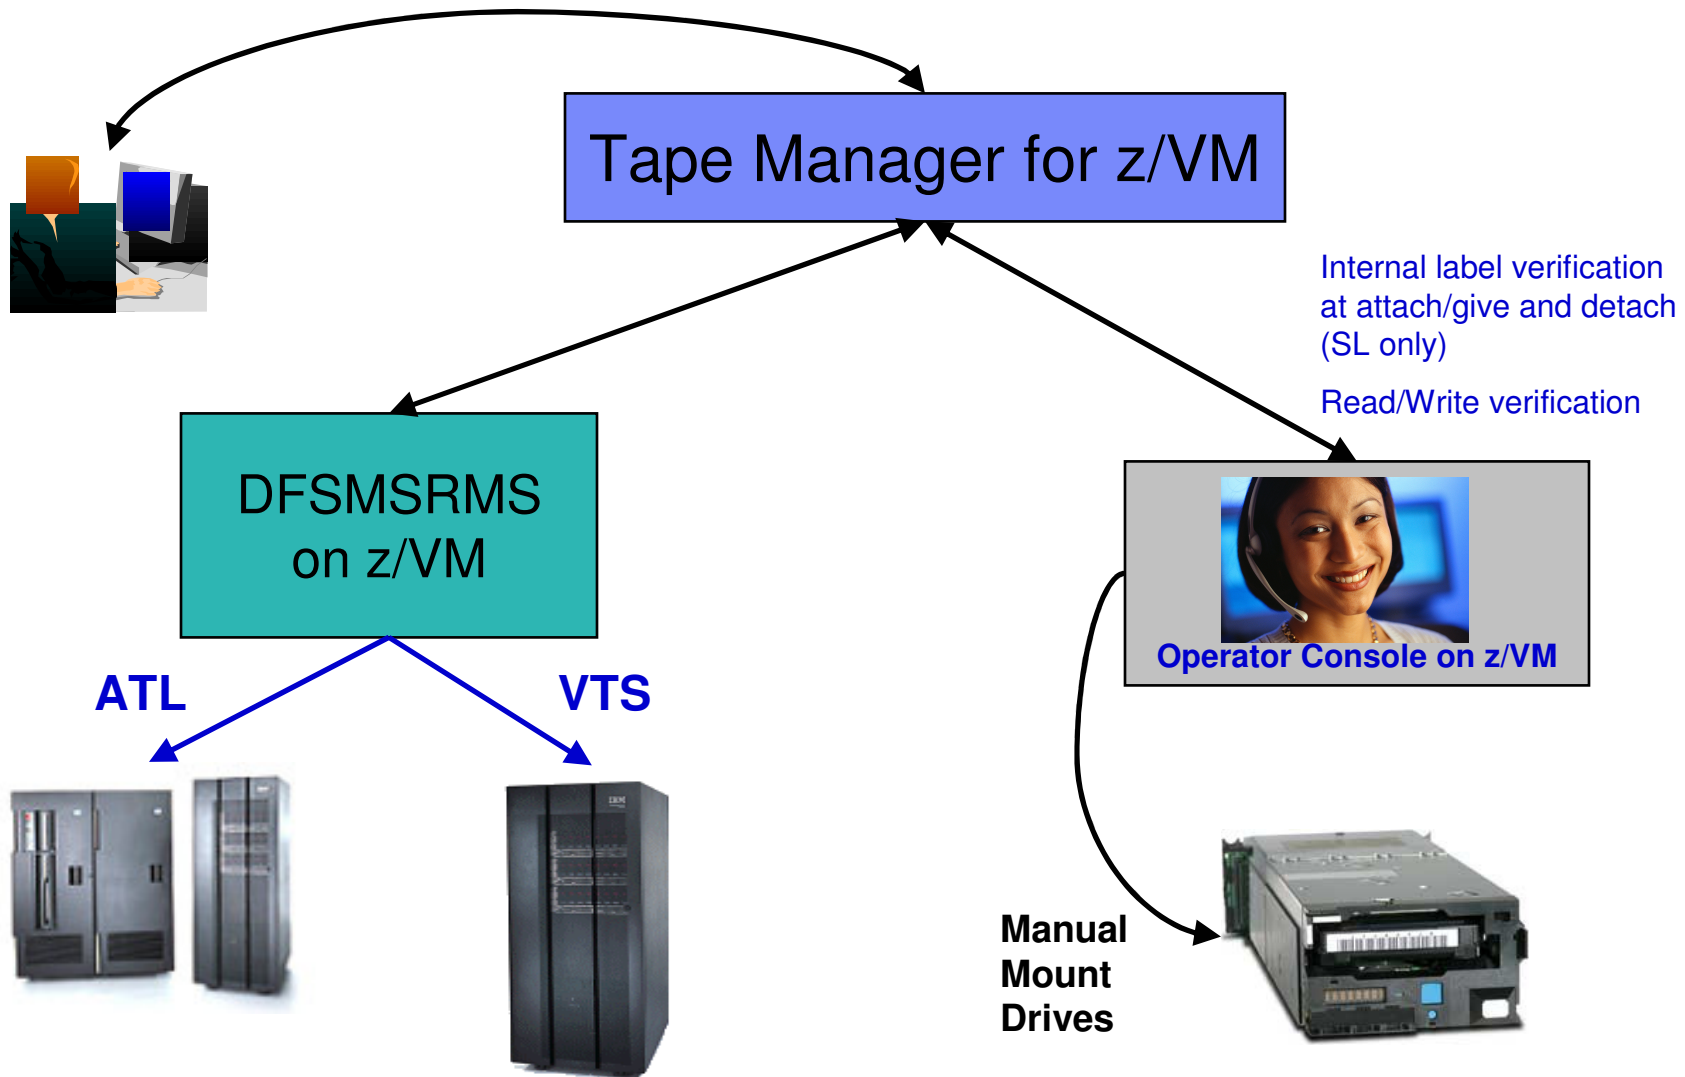 Tape Manager for z/VM
Internal label verification
at attach/give and detach
(SL only)
Read/Write verification
DFSMSRMS
on z/VM
Operator Console on z/VM
ATL
VTS
IBM
Manual
Mount
Drives